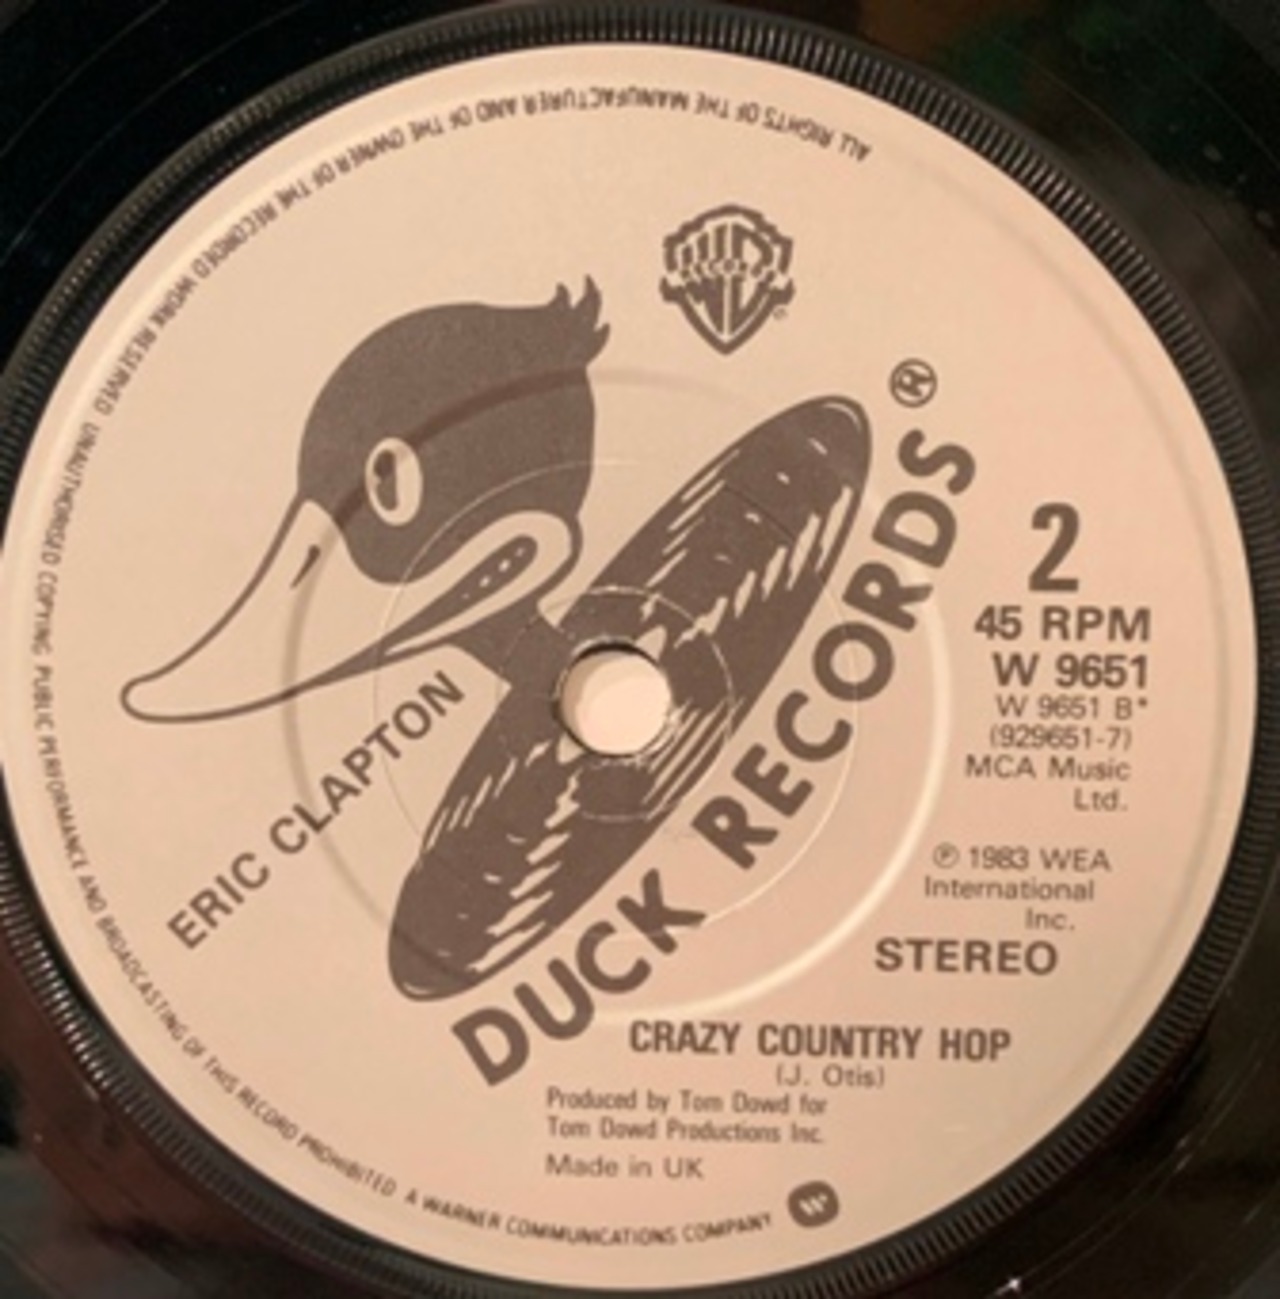 ALL RIGHTS OF THE MANUFACTURER AND OF THE OWNER OF THE RECORDED WORK RESERVED UNAUTHORISED COPYING PUBLIC PERFORMANCE AND BROADCASTING OF THIS RECORD PROHIBITED A WARNER COMMUNICATIONS COMPANY
ERIC CLAPTON
DUCK RECORDS®
2
45 RPM
W 9651
W 9651 B*
(929651-7)
MCA Music
Ltd.
℗ 1983 WEA
International
Inc.
STEREO
CRAZY COUNTRY HOP
(J. Otis)
Produced by Tom Dowd for
Tom Dowd Productions Inc.
Made in UK